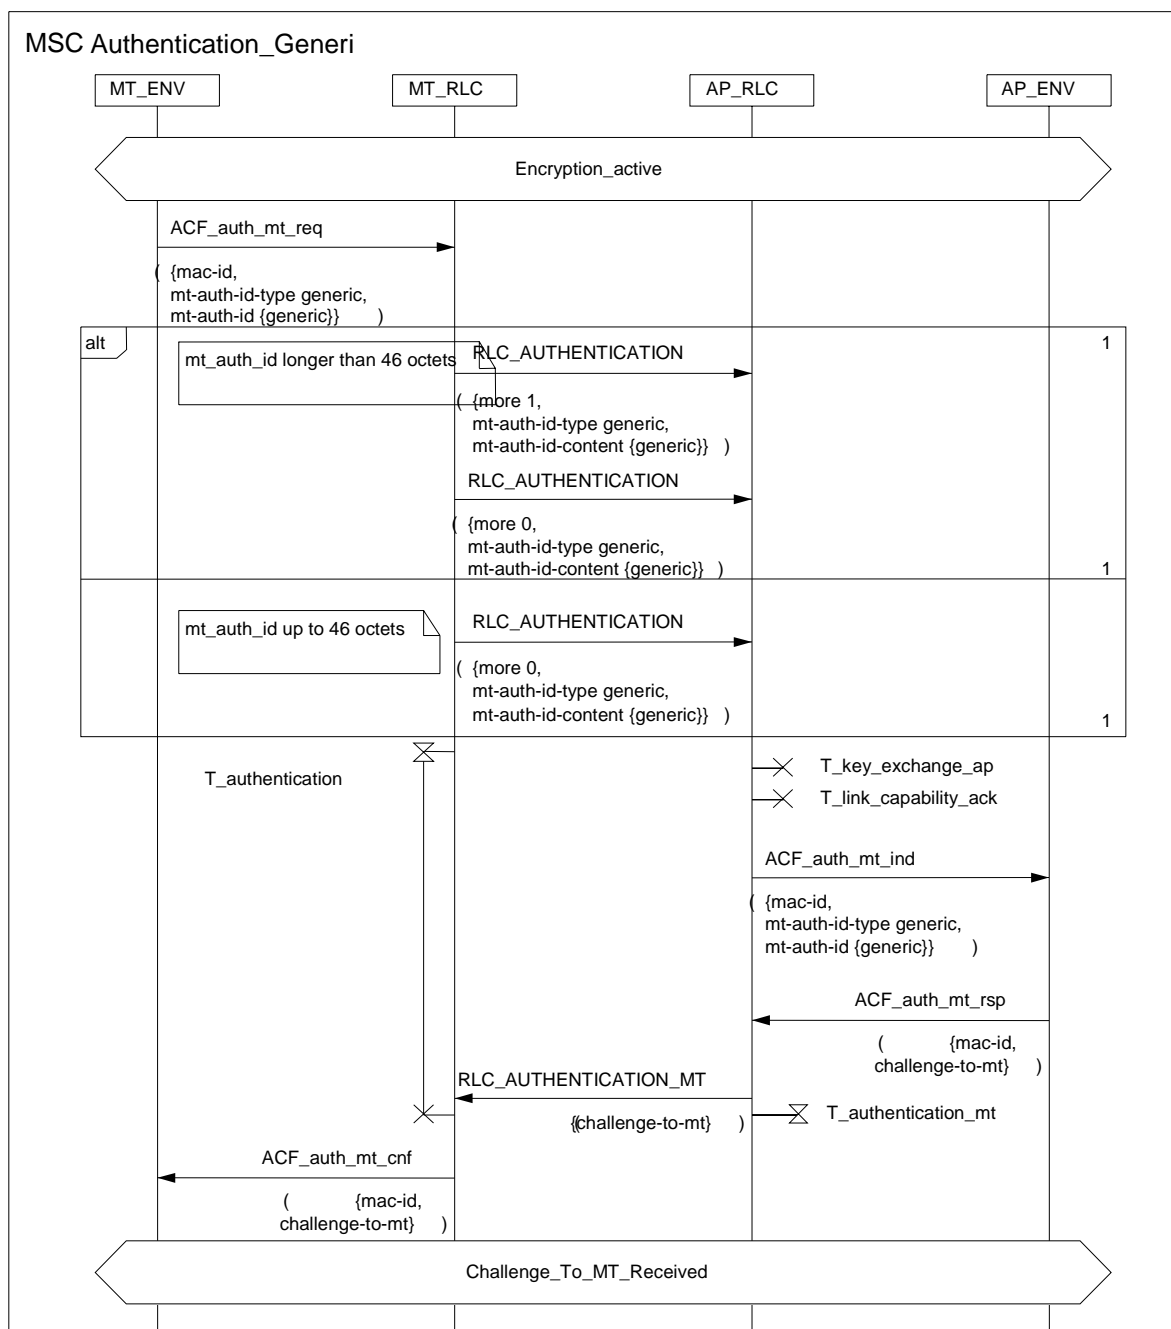 MSC Authentication_Generi
MT_ENV MT_RLC AP_RLC AP_ENV
Encryption_active
ACF_auth_mt_req
( {mac-id,
mt-auth-id-type generic,
mt-auth-id {generic}} )
alt
1
mt_auth_id longer than 46 octets
RLC_AUTHENTICATION
( {more 1,
mt-auth-id-type generic,
mt-auth-id-content {generic}} )
RLC_AUTHENTICATION
( {more 0,
mt-auth-id-type generic,
mt-auth-id-content {generic}} )
1
mt_auth_id up to 46 octets
RLC_AUTHENTICATION
( {more 0,
mt-auth-id-type generic,
mt-auth-id-content {generic}} )
1
T_authentication
T_key_exchange_ap
T_link_capability_ack
ACF_auth_mt_ind
( {mac-id,
mt-auth-id-type generic,
mt-auth-id {generic}} )
ACF_auth_mt_rsp
( {mac-id,
challenge-to-mt} )
RLC_AUTHENTICATION_MT
({challenge-to-mt} )
T_authentication_mt
ACF_auth_mt_cnf
( {mac-id,
challenge-to-mt} )
Challenge_To_MT_Received